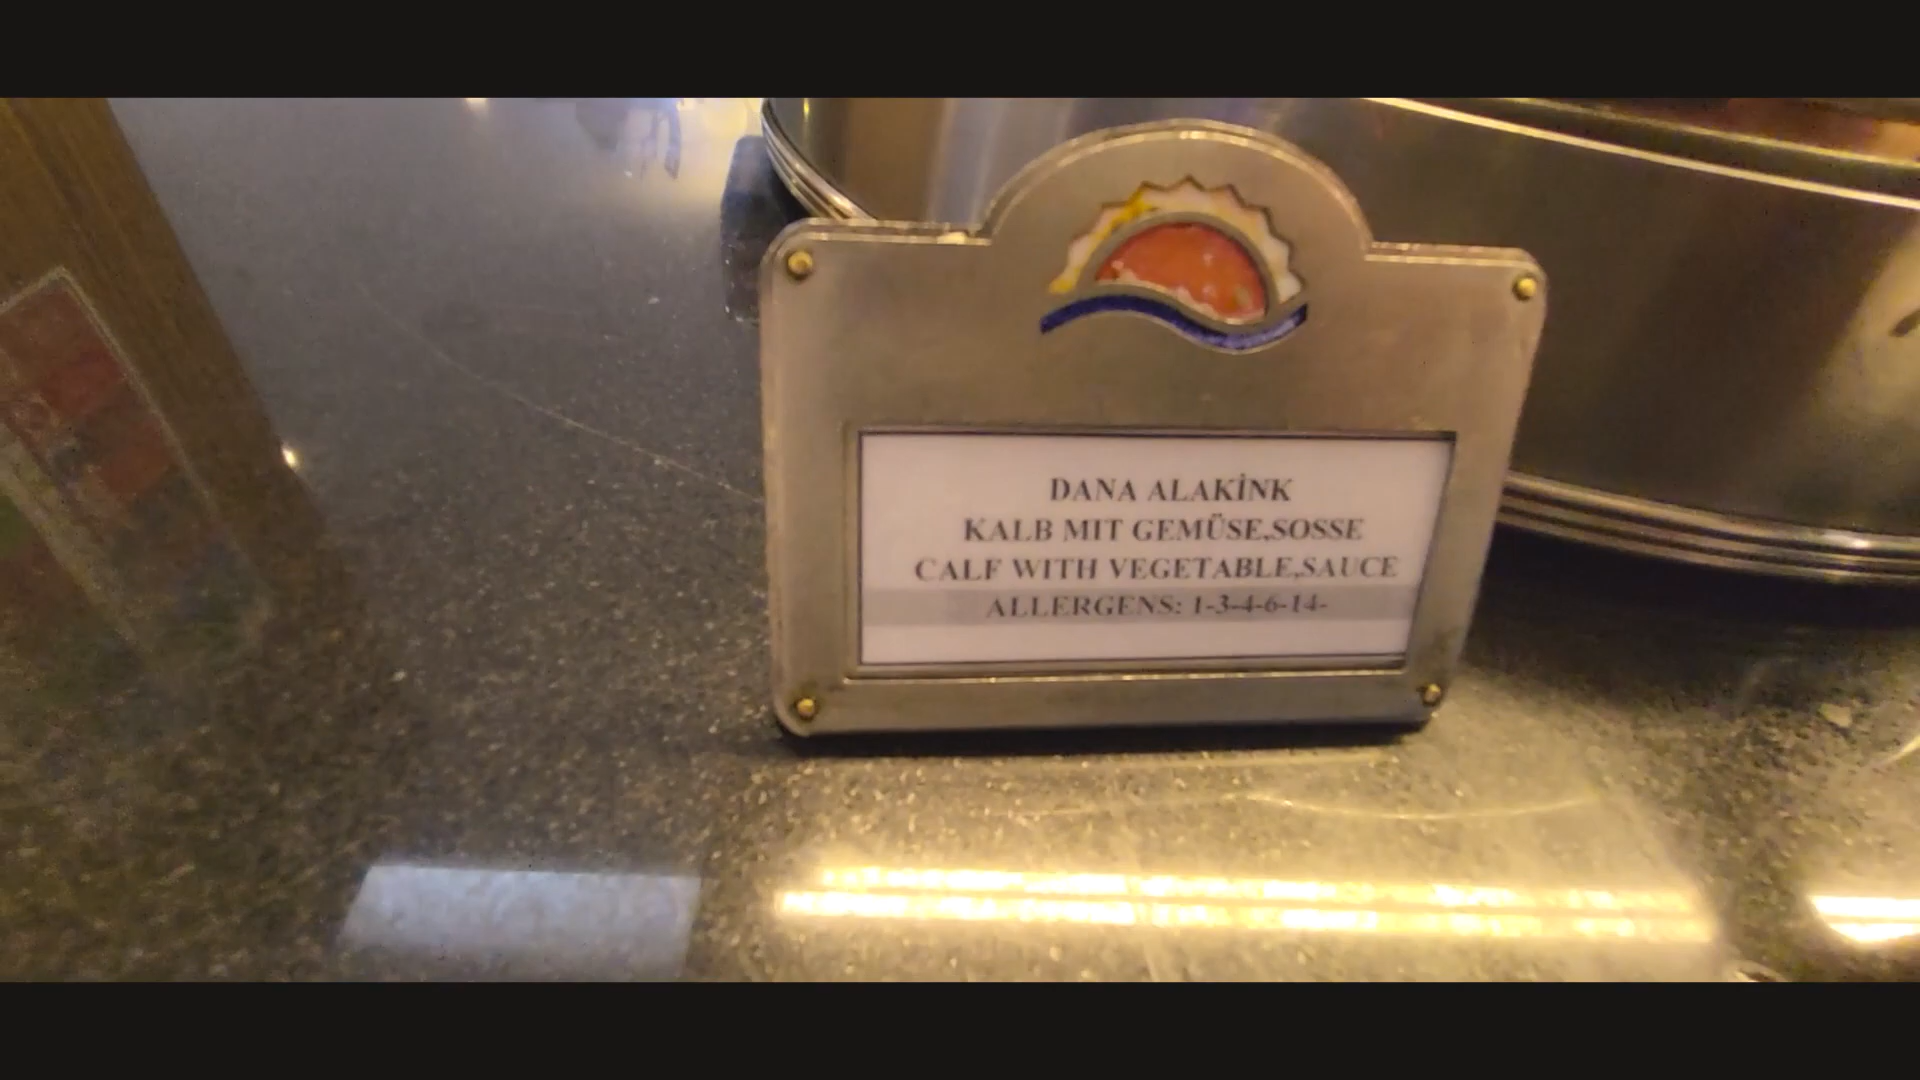 DANA ALAKİNK
KALB MIT GEMÜSE,SOSSE
CALF WITH VEGETABLE,SAUCE
ALLERGENS: 1-3-4-6-14-